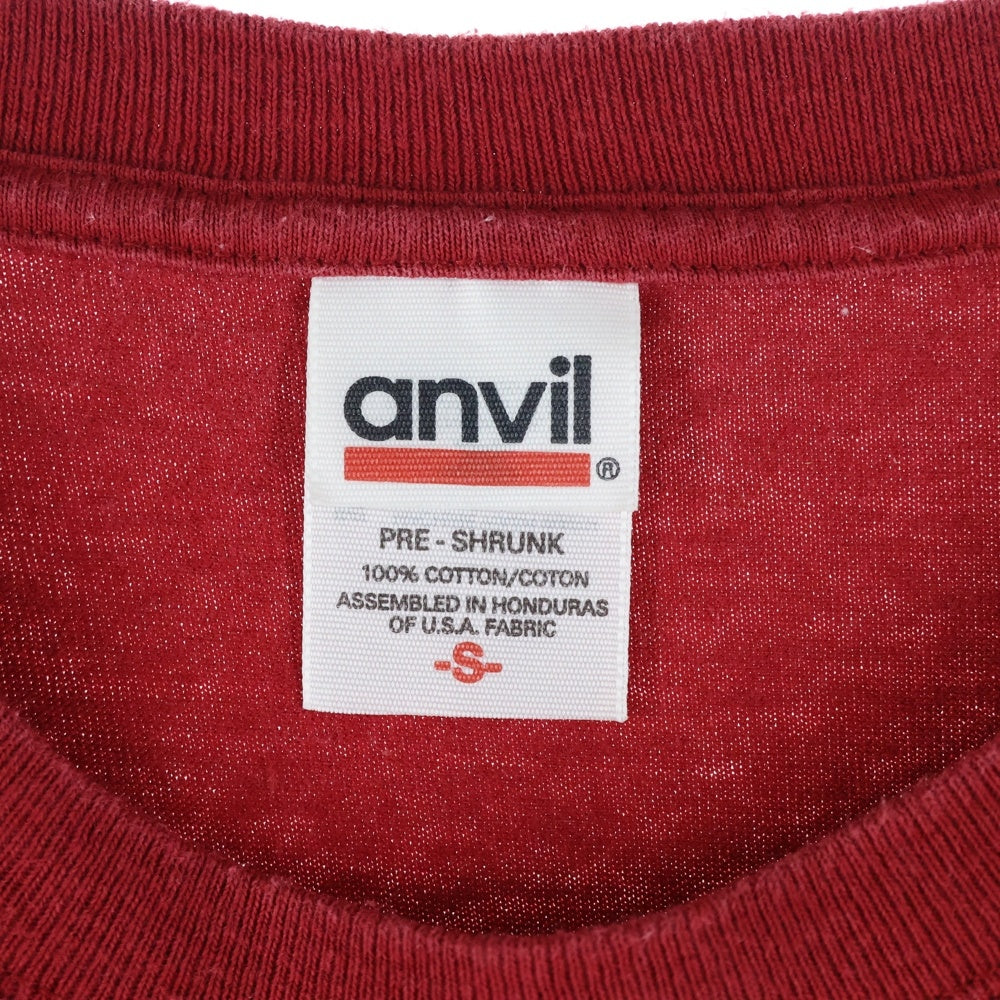 anvil
®
PRE - SHRUNK
100% COTTON/COTON
ASSEMBLED IN HONDURAS
OF U.S.A. FABRIC
-S-